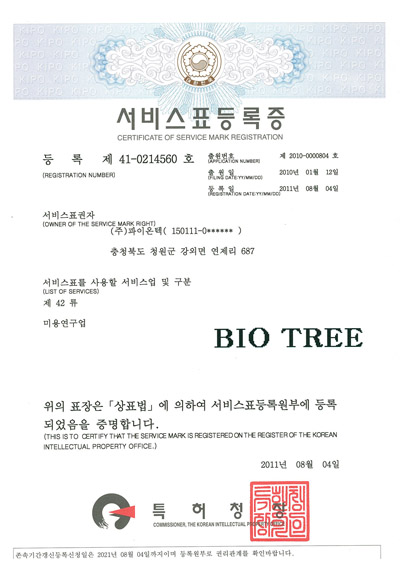 서비스표등록증
CERTIFICATE OF SERVICE MARK REGISTRATION
등 록 제 41-0214560 호
(REGISTRATION NUMBER)
출원번호 제 2010-0000804 호
(APPLICATION NUMBER)
출 원 일 2010년 01월 12일
(FILING DATE:YY/MM/DD)
등 록 일 2011년 08월 04일
(REGISTRATION DATE:YY/MM/DD)
서비스표권자
(OWNER OF THE SERVICE MARK RIGHT)
(주)파이온텍( 150111-0****** )
충청북도 청원군 강외면 연제리 687
서비스표를 사용할 서비스업 및 구분
(LIST OF SERVICES)
제 42 류
미용연구업
BIO TREE
위의 표장은「상표법」에 의하여 서비스표등록원부에 등록
되었음을 증명합니다.
(THIS IS TO CERTIFY THAT THE SERVICE MARK IS REGISTERED ON THE REGISTER OF THE KOREAN
INTELLECTUAL PROPERTY OFFICE.)
2011년 08월 04일
특 허 청 장
COMMISSIONER, THE KOREAN INTELLECTUAL PROPERTY OFFICE
존속기간갱신등록신청일은 2021년 08월 04일까지이며 등록원부로 권리관계를 확인바랍니다.